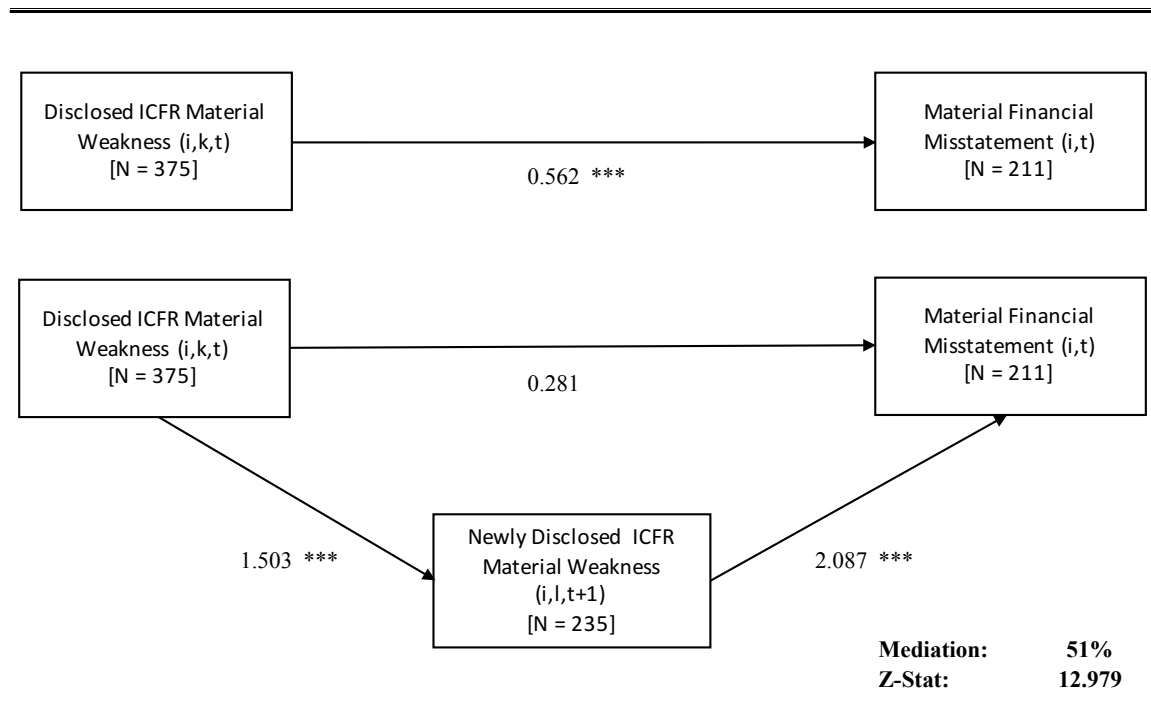 Disclosed ICFR Material
Weakness (i,k,t)
[N = 375]
0.562 ***
Material Financial
Misstatement (i,t)
[N = 211]
Disclosed ICFR Material
Weakness (i,k,t)
[N = 375]
0.281
Material Financial
Misstatement (i,t)
[N = 211]
1.503 ***
Newly Disclosed ICFR
Material Weakness
(i,l,t+1)
[N = 235]
2.087 ***
Mediation: 51%
Z-Stat: 12.979